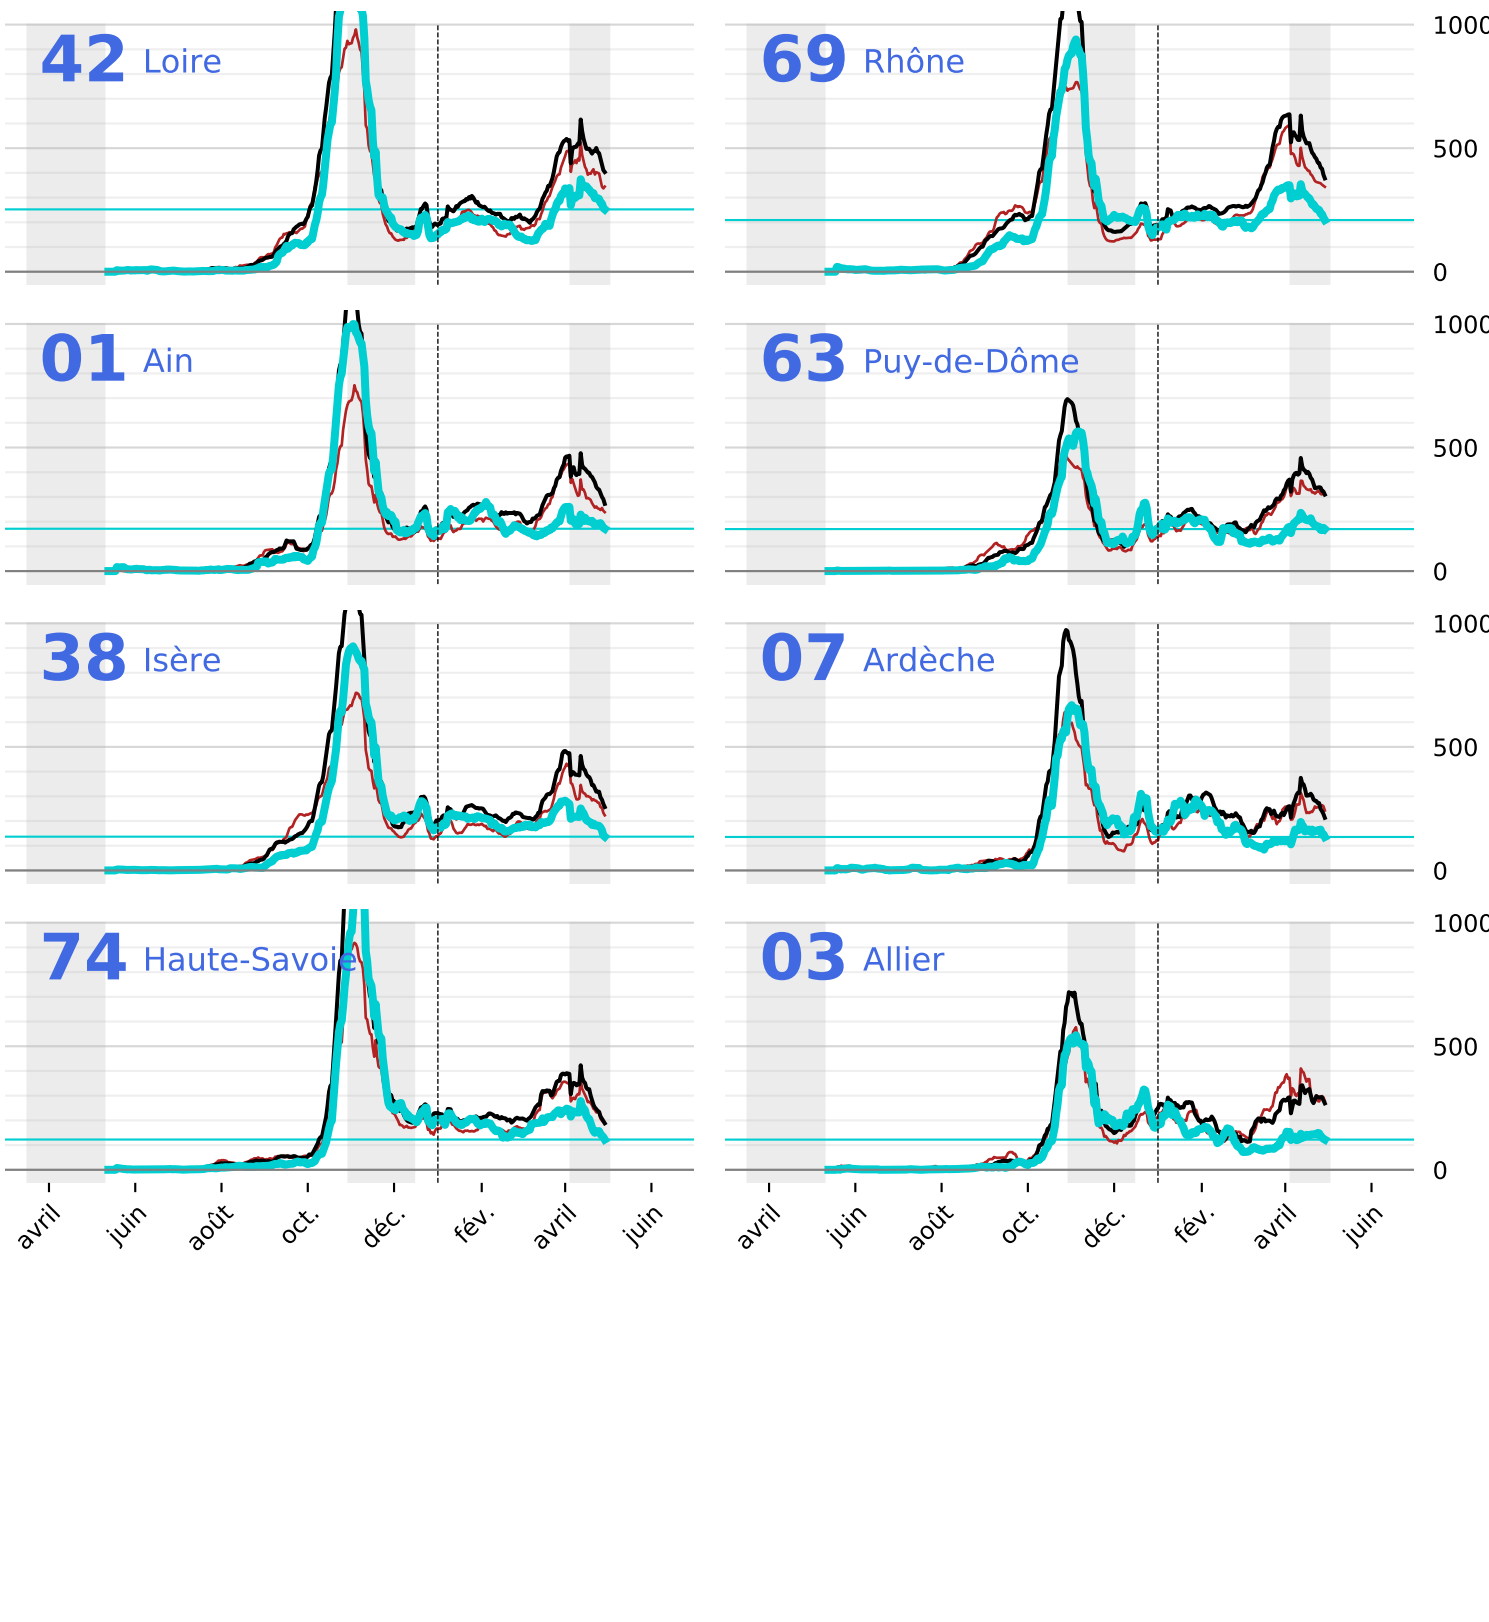 42 Loire
69 Rhône
1000
500
0
01 Ain
63 Puy-de-Dôme
1000
500
0
38 Isère
07 Ardèche
1000
500
0
74 Haute-Savoie
03 Allier
1000
500
0
avril juin août oct. déc. fév. avril juin
avril juin août oct. déc. fév. avril juin